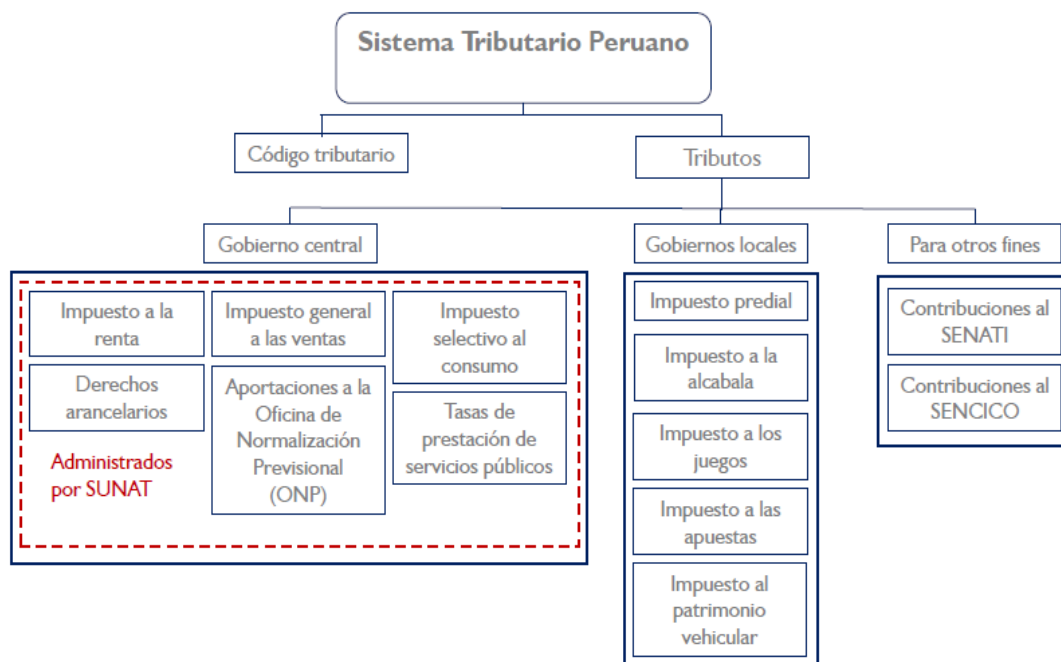 Sistema Tributario Peruano
Código tributario
Tributos
Gobierno central
Gobiernos locales
Para otros fines
Impuesto a la
renta
Impuesto general
a las ventas
Impuesto
selectivo al
consumo
Derechos
arancelarios
Aportaciones a la
Oficina de
Normalización
Previsional
(ONP)
Tasas de
prestación de
servicios públicos
Administrados
por SUNAT
Impuesto predial
Impuesto a la
alcabala
Impuesto a los
juegos
Impuesto a las
apuestas
Impuesto al
patrimonio
vehicular
Contribuciones al
SENATI
Contribuciones al
SENCICO